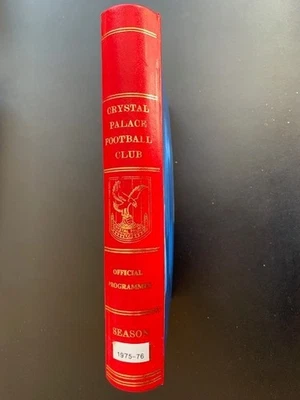 CRYSTAL
PALACE
FOOTBALL
CLUB
OFFICIAL
PROGRAMMES
SEASON
1975-76